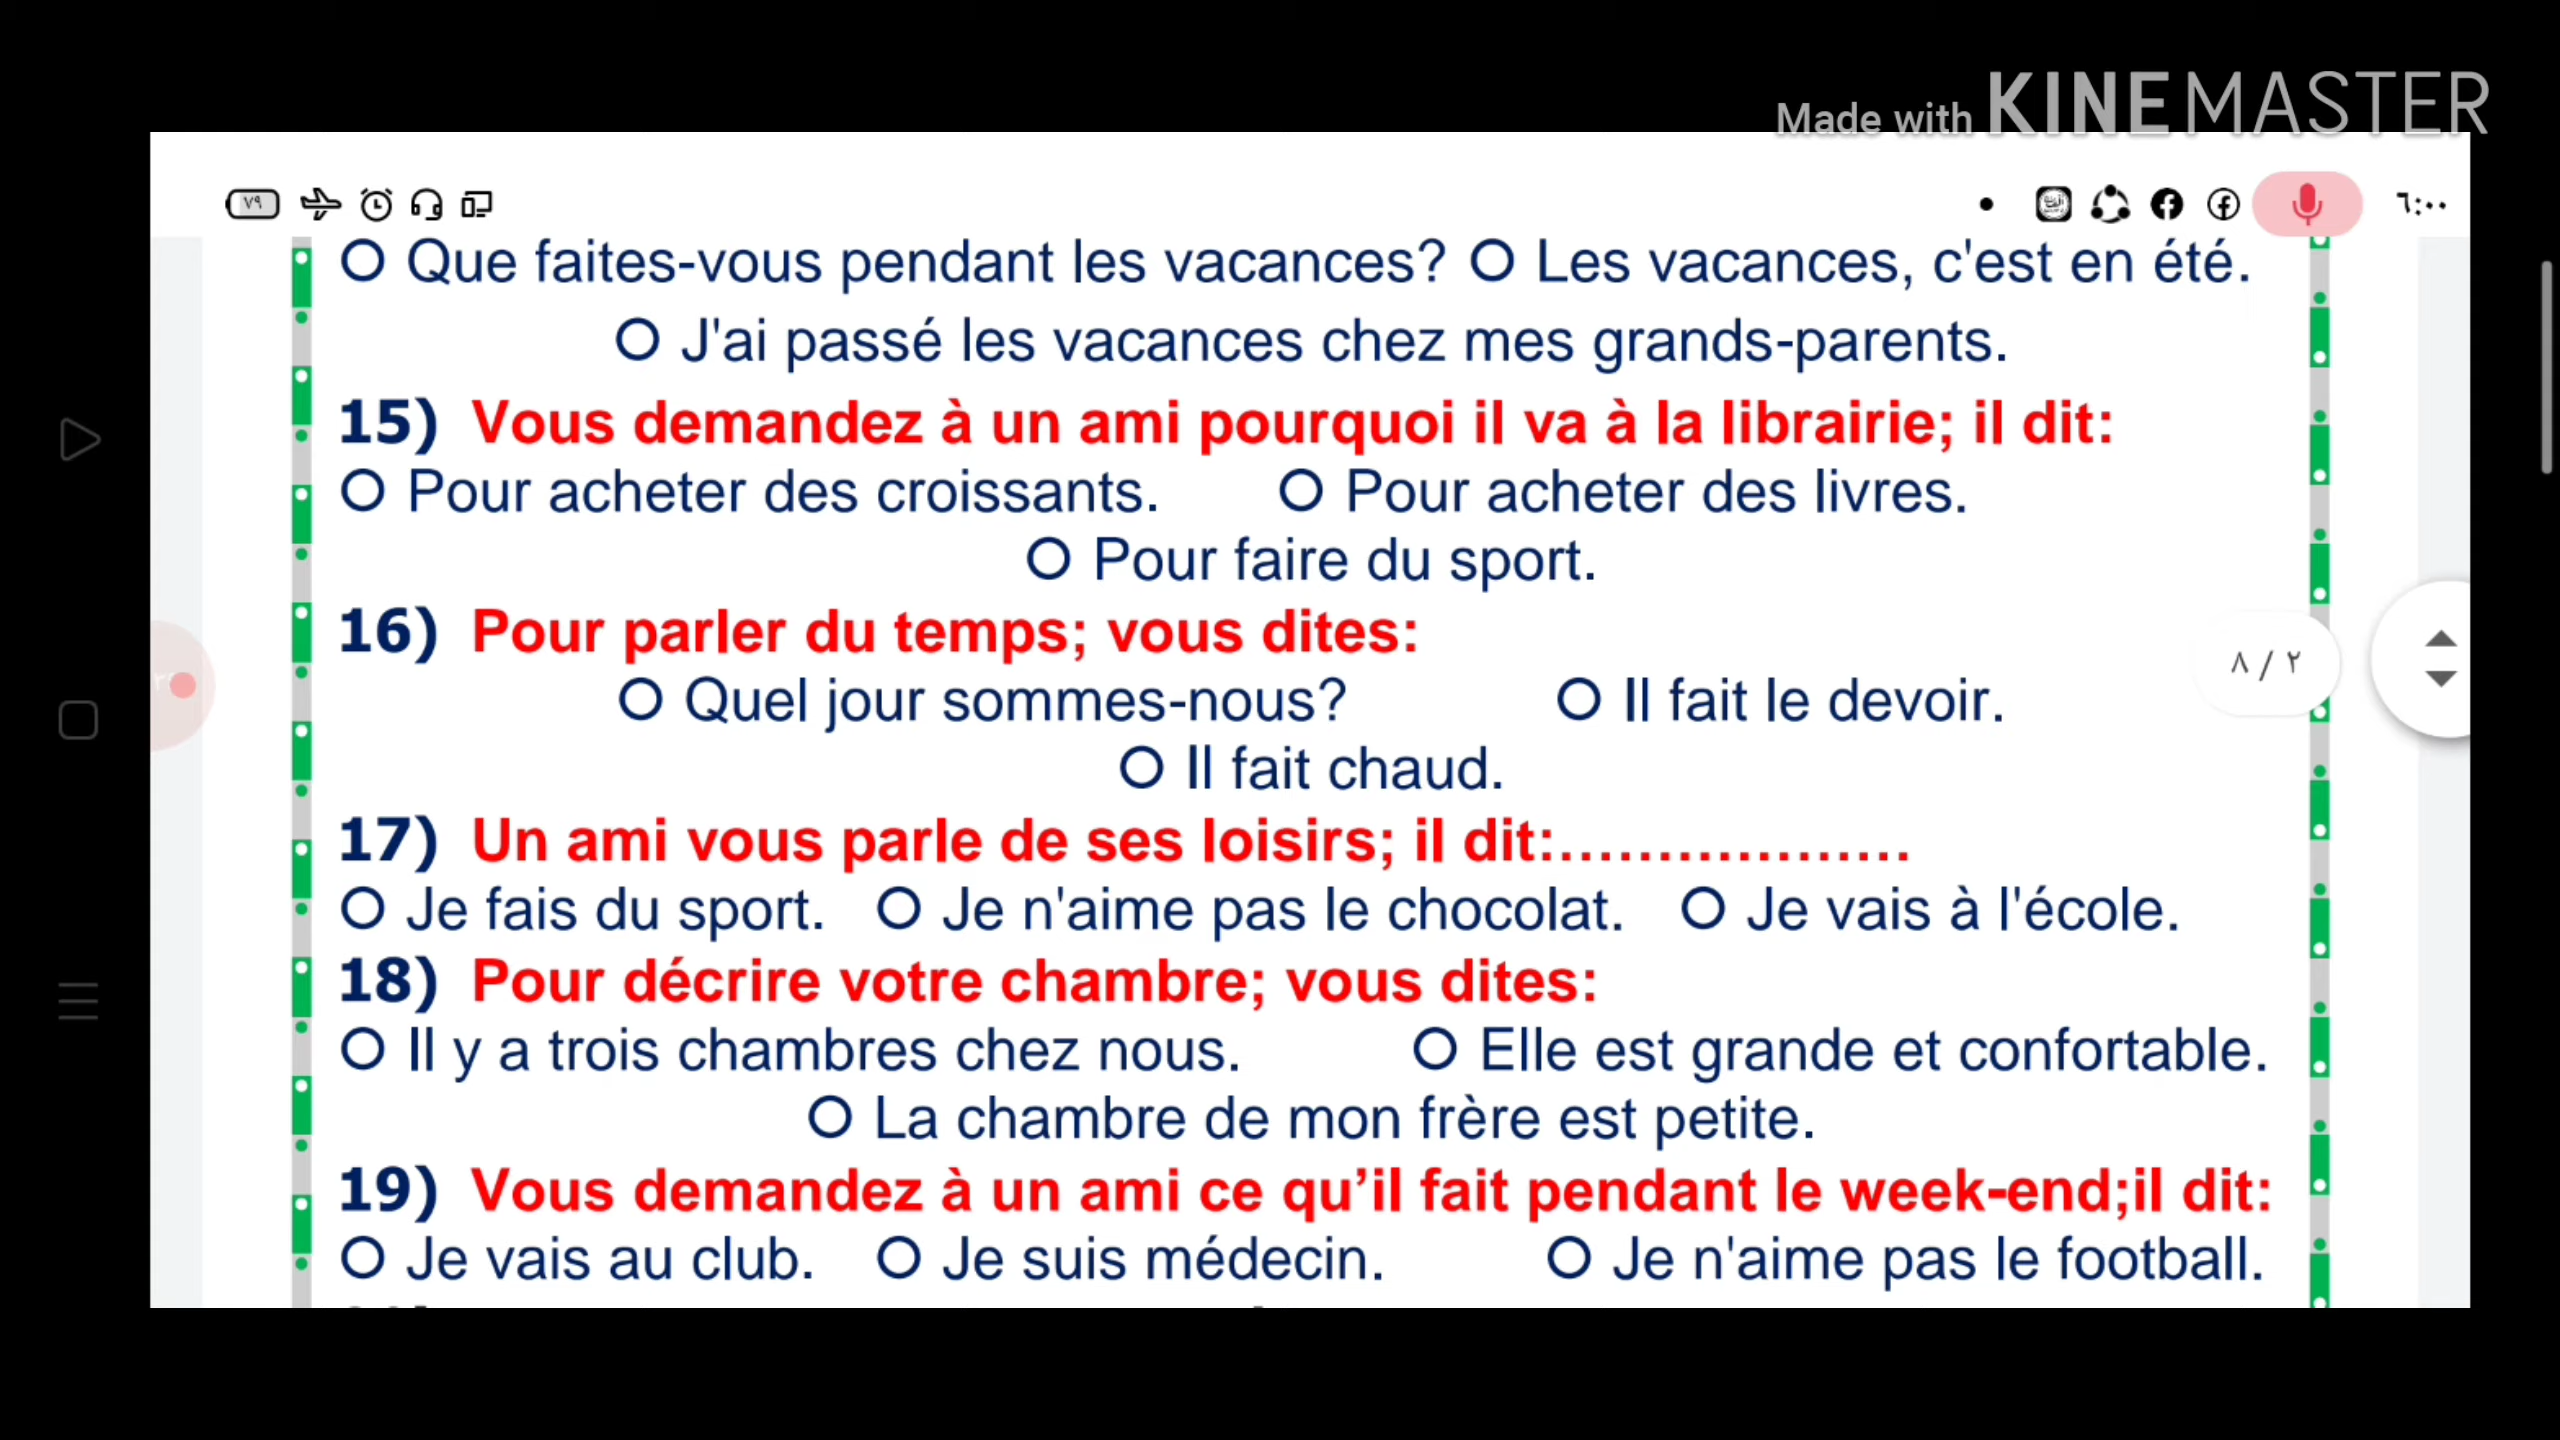 Made with KINEMASTER
٧٩
٦:٠٠
O Que faites-vous pendant les vacances? O Les vacances, c'est en été.
O J'ai passé les vacances chez mes grands-parents.
15) Vous demandez à un ami pourquoi il va à la librairie; il dit:
O Pour acheter des croissants. O Pour acheter des livres.
O Pour faire du sport.
16) Pour parler du temps; vous dites:
O Quel jour sommes-nous? O Il fait le devoir.
٨ / ٢
O Il fait chaud.
17) Un ami vous parle de ses loisirs; il dit:..................
O Je fais du sport. O Je n'aime pas le chocolat. O Je vais à l'école.
18) Pour décrire votre chambre; vous dites:
O Il y a trois chambres chez nous. O Elle est grande et confortable.
O La chambre de mon frère est petite.
19) Vous demandez à un ami ce qu’il fait pendant le week-end;il dit:
O Je vais au club. O Je suis médecin. O Je n'aime pas le football.